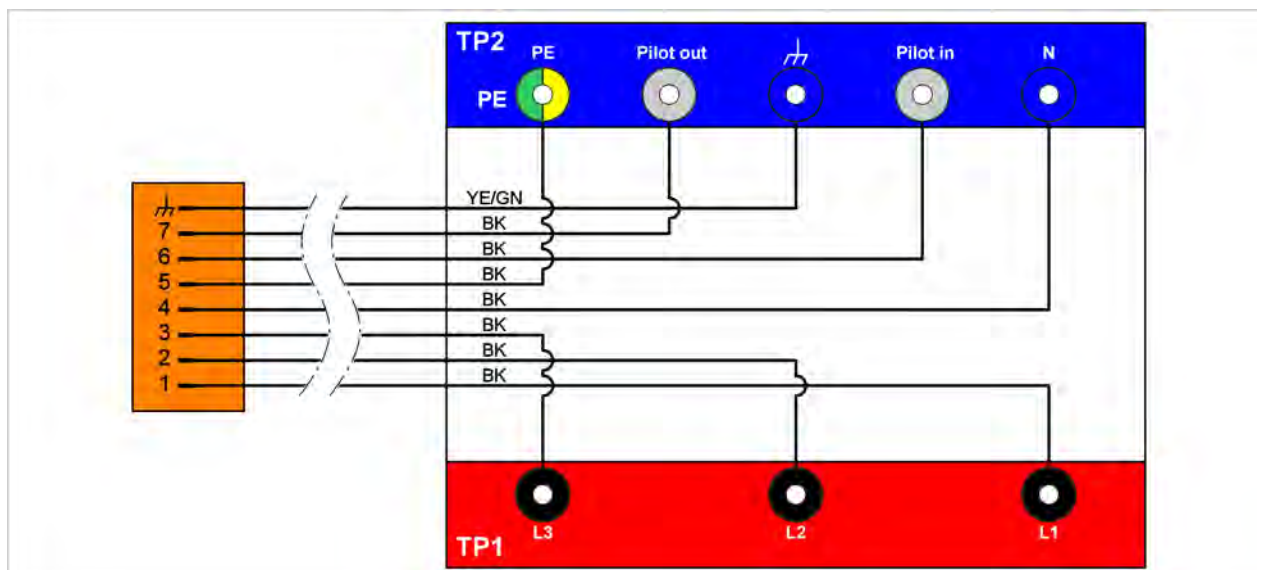 TP2
PE Pilot out Pilot in N
PE
YE/GN
7 BK
6 BK
5 BK
4 BK
3 BK
2 BK
1 BK
L3 L2 L1
TP1